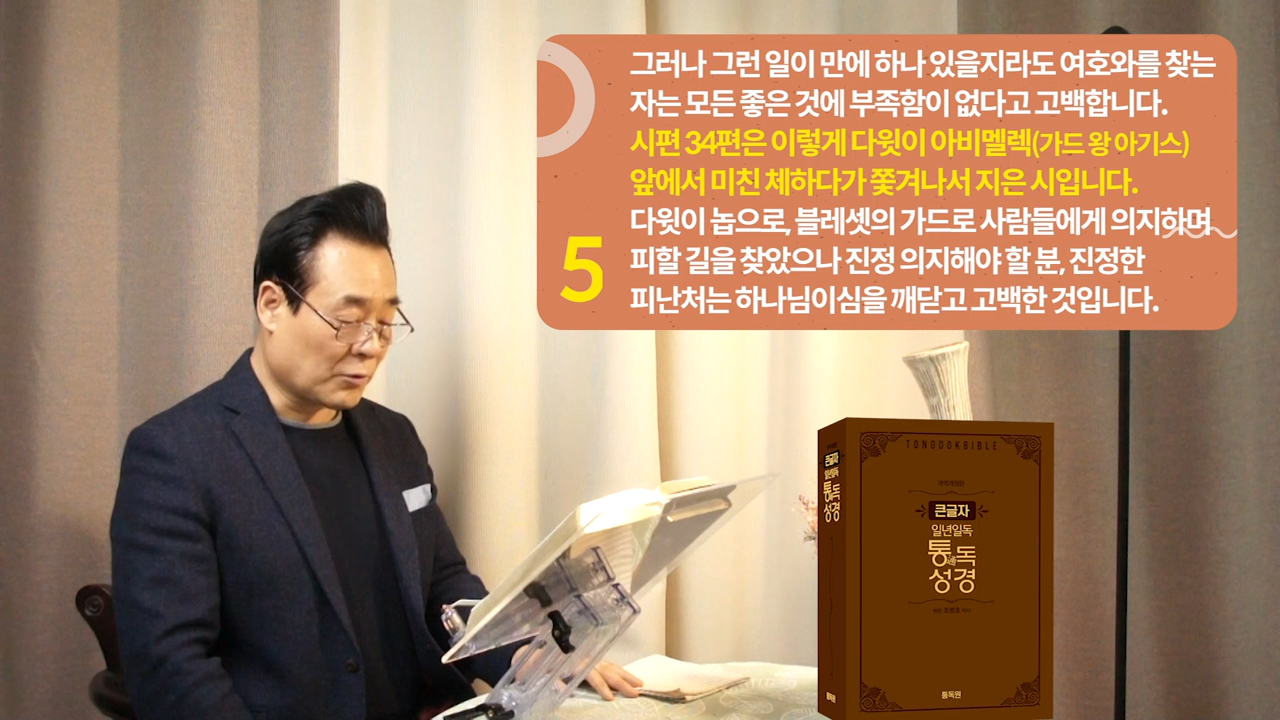 그러나 그런 일이 만에 하나 있을지라도 여호와를 찾는
자는 모든 좋은 것에 부족함이 없다고 고백합니다.
시편 34편은 이렇게 다윗이 아비멜렉(가드 왕 아기스)
앞에서 미친 체하다가 쫓겨나서 지은 시입니다.
다윗이 놉으로, 블레셋의 가드로 사람들에게 의지하며
피할 길을 찾았으나 진정 의지해야 할 분, 진정한
피난처는 하나님이심을 깨닫고 고백한 것입니다.
5
TONGDOKBIBLE
큰글자
일년일독
통독
성경
통독원
큰글자
일년일독
통독
성경
통독원